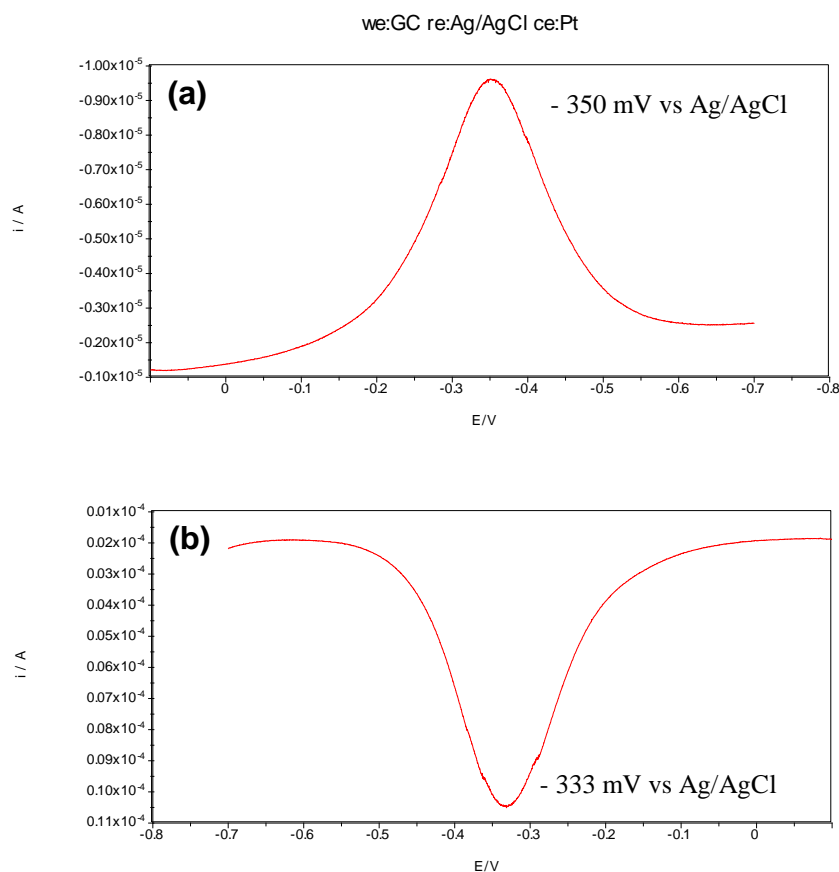 we:GC re:Ag/AgCl ce:Pt
(a)
- 350 mV vs Ag/AgCl
-1.00x10⁻⁵
-0.90x10⁻⁵
-0.80x10⁻⁵
-0.70x10⁻⁵
-0.60x10⁻⁵
-0.50x10⁻⁵
-0.40x10⁻⁵
-0.30x10⁻⁵
-0.20x10⁻⁵
-0.10x10⁻⁵
i / A
0 -0.1 -0.2 -0.3 -0.4 -0.5 -0.6 -0.7 -0.8
E/V
(b)
0.01x10⁻⁴
0.02x10⁻⁴
0.03x10⁻⁴
0.04x10⁻⁴
0.05x10⁻⁴
0.06x10⁻⁴
0.07x10⁻⁴
0.08x10⁻⁴
0.09x10⁻⁴
0.10x10⁻⁴
0.11x10⁻⁴
i / A
- 333 mV vs Ag/AgCl
-0.8 -0.7 -0.6 -0.5 -0.4 -0.3 -0.2 -0.1 0
E/V